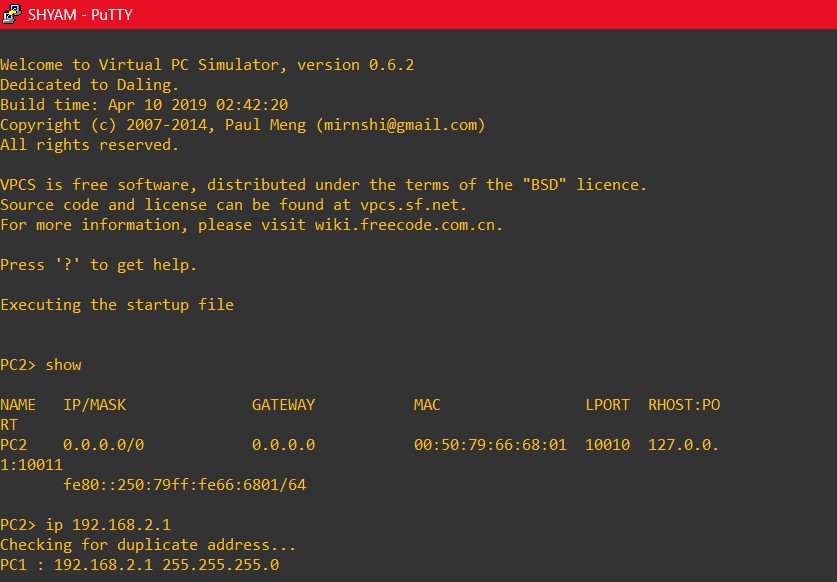 SHYAM - PuTTY
Welcome to Virtual PC Simulator, version 0.6.2
Dedicated to Daling.
Build time: Apr 10 2019 02:42:20
Copyright (c) 2007-2014, Paul Meng (mirnshi@gmail.com)
All rights reserved.
VPCS is free software, distributed under the terms of the "BSD" licence.
Source code and license can be found at vpcs.sf.net.
For more information, please visit wiki.freecode.com.cn.
Press '?' to get help.
Executing the startup file
PC2> show
NAME   IP/MASK              GATEWAY           MAC                LPORT  RHOST:PO
RT
PC2    0.0.0.0/0            0.0.0.0           00:50:79:66:68:01  10010  127.0.0.
1:10011
       fe80::250:79ff:fe66:6801/64
PC2> ip 192.168.2.1
Checking for duplicate address...
PC1 : 192.168.2.1 255.255.255.0